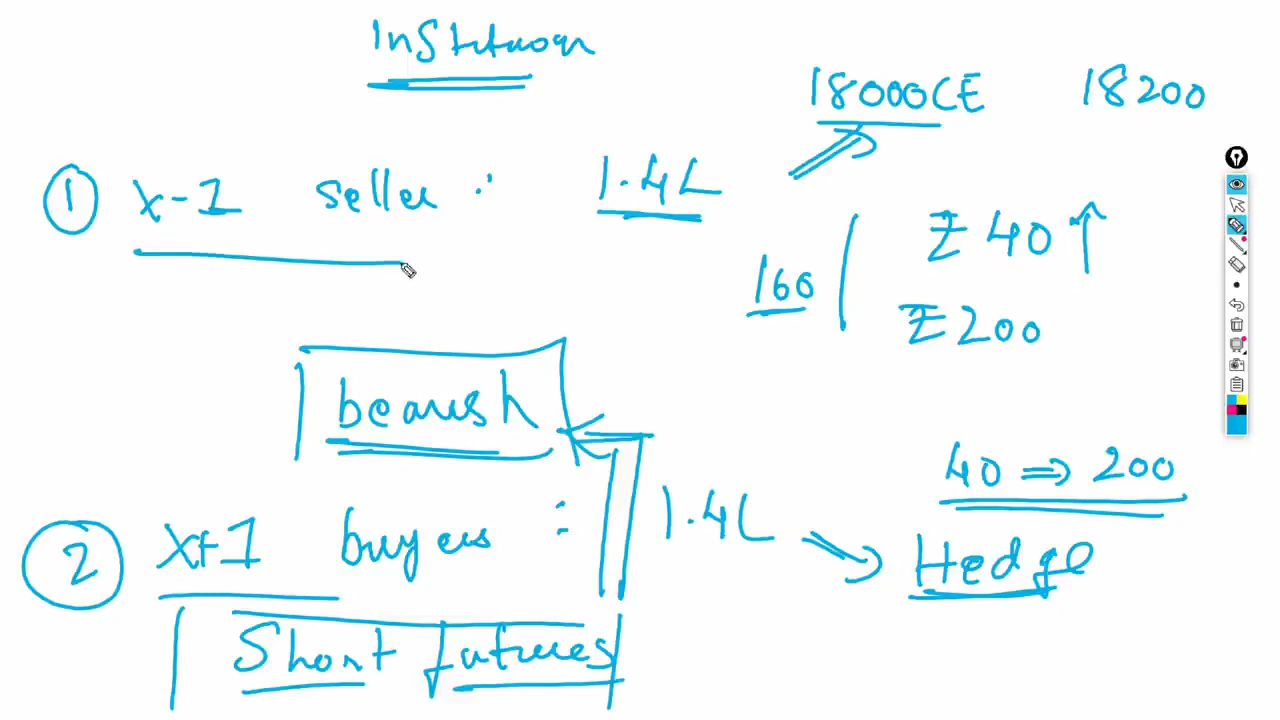 Institution
18000CE 18200
① X-1 seller : 1.4L
₹40↑
160
₹200
bearish
40 ⇒ 200
② X+1 buyers : 1.4L
Hedge
Short futures